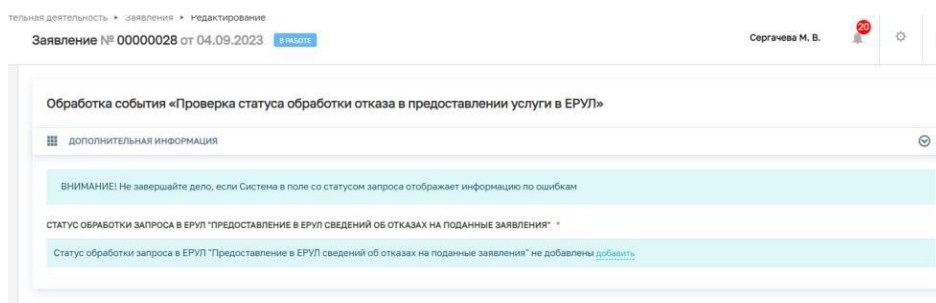 тельная деятельность ▸ Заявления ▸ Редактирование
Заявление № 00000028 от 04.09.2023 В РАБОТЕ
Сергачева М. В. 20
Обработка события «Проверка статуса обработки отказа в предоставлении услуги в ЕРУЛ»
ДОПОЛНИТЕЛЬНАЯ ИНФОРМАЦИЯ
ВНИМАНИЕ! Не завершайте дело, если Система в поле со статусом запроса отображает информацию по ошибкам
СТАТУС ОБРАБОТКИ ЗАПРОСА В ЕРУЛ "ПРЕДОСТАВЛЕНИЕ В ЕРУЛ СВЕДЕНИЙ ОБ ОТКАЗАХ НА ПОДАННЫЕ ЗАЯВЛЕНИЯ" *
Статус обработки запроса в ЕРУЛ "Предоставление в ЕРУЛ сведений об отказах на поданные заявления" не добавлены добавить